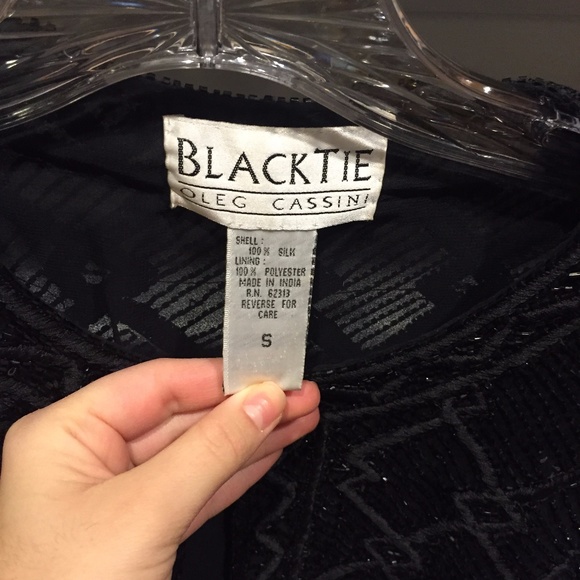 BLACKTIE
OLEG CASSINI
SHELL:
100% SILK
LINING:
100% POLYESTER
MADE IN INDIA
R.N. 62313
REVERSE FOR
CARE
S